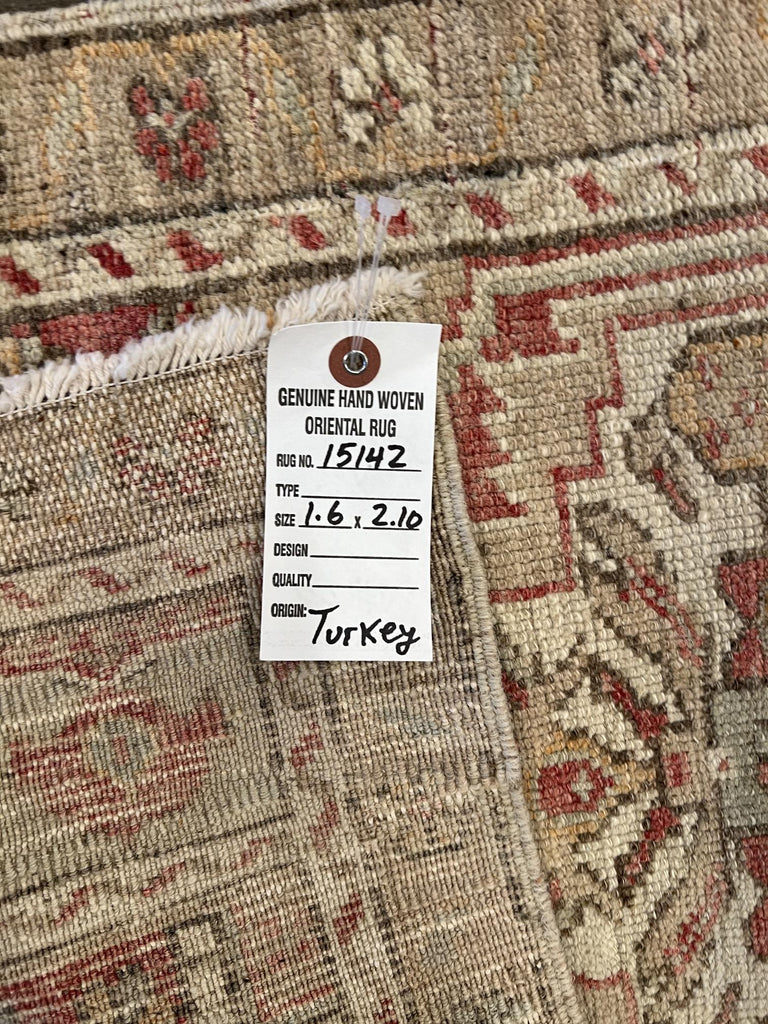 GENUINE HAND WOVEN
ORIENTAL RUG
RUG NO. 15142
TYPE
SIZE 1.6 x 2.10
DESIGN
QUALITY
ORIGIN: Turkey